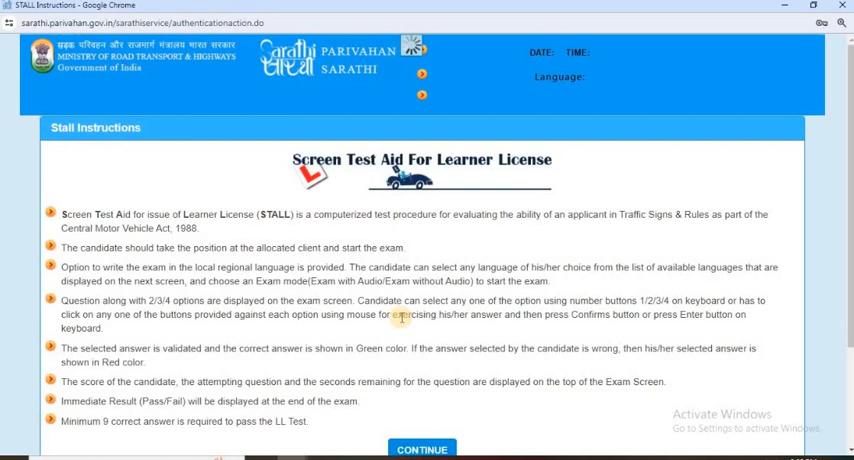 STALL Instructions - Google Chrome
sarathi.parivahan.gov.in/sarathiservice/authenticationaction.do
सड़क परिवहन और राजमार्ग मंत्रालय भारत सरकार
MINISTRY OF ROAD TRANSPORT & HIGHWAYS
Government of India
Sarathi
सारथी
PARIVAHAN
SARATHI
DATE: TIME:
Language:
Stall Instructions
Screen Test Aid For Learner License
L
Screen Test Aid for issue of Learner License (STALL) is a computerized test procedure for evaluating the ability of an applicant in Traffic Signs & Rules as part of the
Central Motor Vehicle Act, 1988.
The candidate should take the position at the allocated client and start the exam.
Option to write the exam in the local regional language is provided. The candidate can select any language of his/her choice from the list of available languages that are
displayed on the next screen, and choose an Exam mode(Exam with Audio/Exam without Audio) to start the exam.
Question along with 2/3/4 options are displayed on the exam screen. Candidate can select any one of the option using number buttons 1/2/3/4 on keyboard or has to
click on any one of the buttons provided against each option using mouse for exercising his/her answer and then press Confirms button or press Enter button on
keyboard.
The selected answer is validated and the correct answer is shown in Green color. If the answer selected by the candidate is wrong, then his/her selected answer is
shown in Red color.
The score of the candidate, the attempting question and the seconds remaining for the question are displayed on the top of the Exam Screen.
Immediate Result (Pass/Fail) will be displayed at the end of the exam.
Minimum 9 correct answer is required to pass the LL Test.
Activate Windows
Go to Settings to activate Windows.
CONTINUE